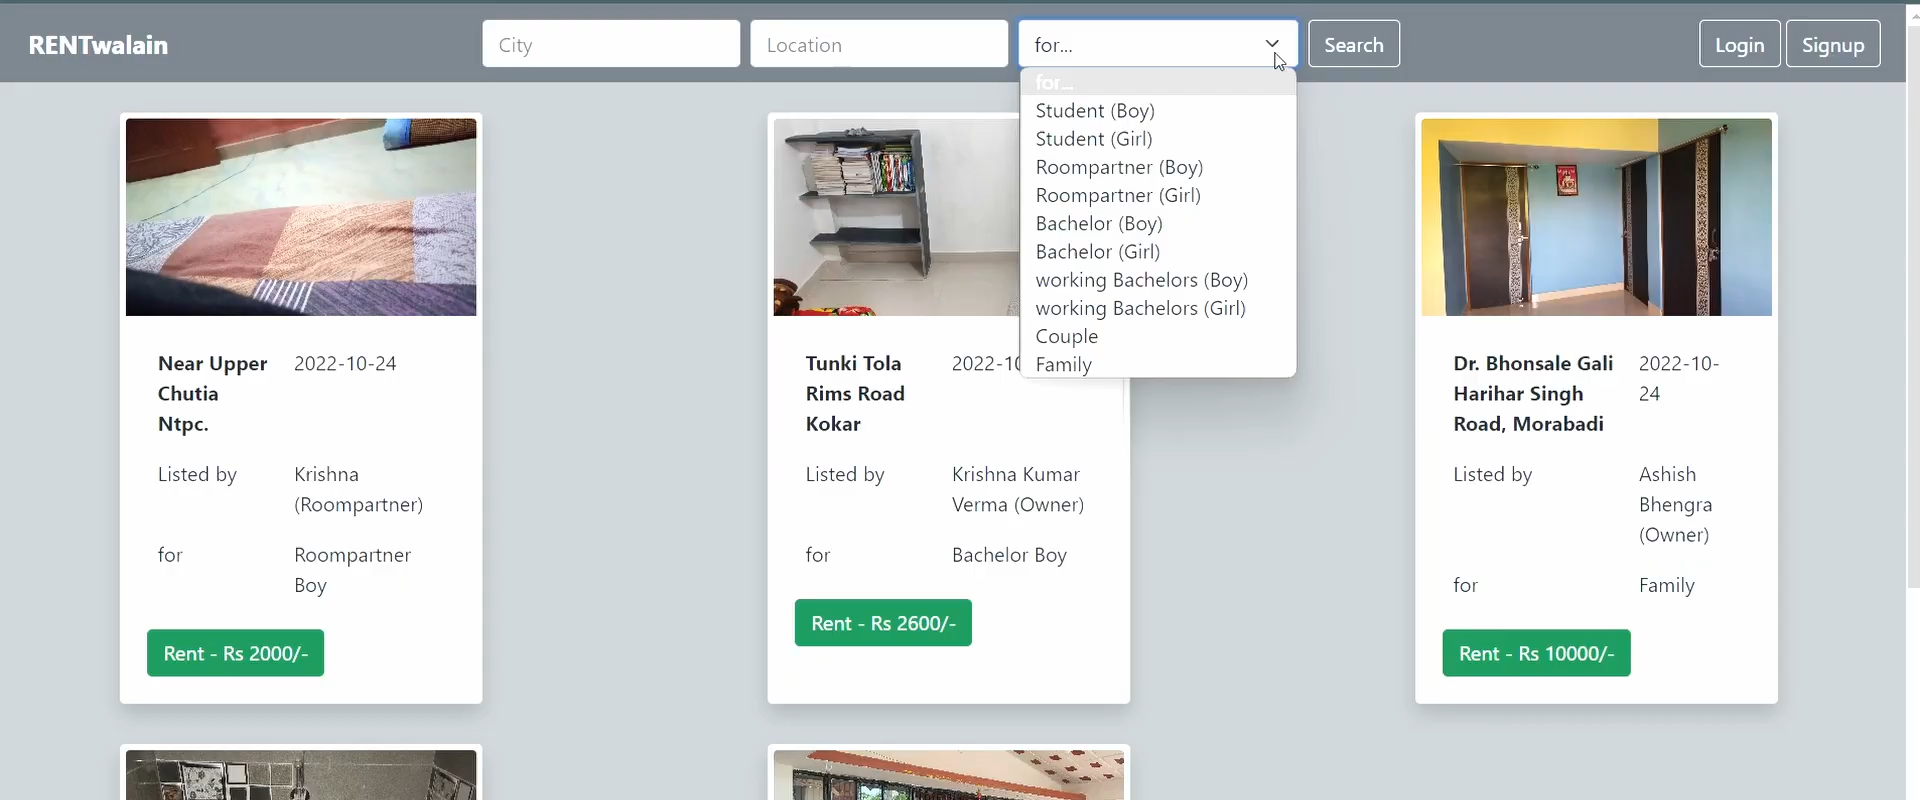 RENTwalain
City
Location
for...
Search
Login
Signup
for...
Student (Boy)
Student (Girl)
Roompartner (Boy)
Roompartner (Girl)
Bachelor (Boy)
Bachelor (Girl)
working Bachelors (Boy)
working Bachelors (Girl)
Couple
Family
Near Upper
Chutia
Ntpc.
2022-10-24
Listed by
Krishna
(Roompartner)
for
Roompartner
Boy
Rent - Rs 2000/-
Tunki Tola
Rims Road
Kokar
2022-10
Listed by
Krishna Kumar
Verma (Owner)
for
Bachelor Boy
Rent - Rs 2600/-
Dr. Bhonsale Gali
Harihar Singh
Road, Morabadi
2022-10-
24
Listed by
Ashish
Bhengra
(Owner)
for
Family
Rent - Rs 10000/-